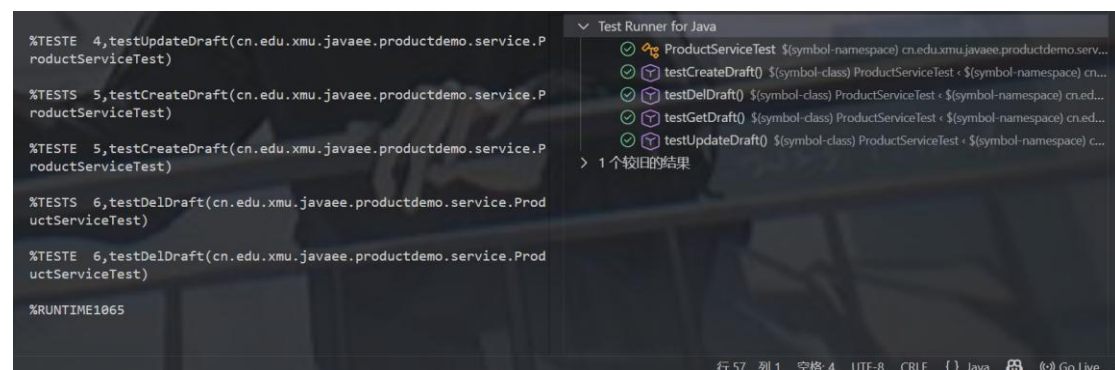 %TESTE  4,testUpdateDraft(cn.edu.xmu.javaee.productdemo.service.P
roductServiceTest)
%TESTS  5,testCreateDraft(cn.edu.xmu.javaee.productdemo.service.P
roductServiceTest)
%TESTE  5,testCreateDraft(cn.edu.xmu.javaee.productdemo.service.P
roductServiceTest)
%TESTS  6,testDelDraft(cn.edu.xmu.javaee.productdemo.service.Prod
uctServiceTest)
%TESTE  6,testDelDraft(cn.edu.xmu.javaee.productdemo.service.Prod
uctServiceTest)
%RUNTIME1065
Test Runner for Java
ProductServiceTest $(symbol-namespace) cn.edu.xmu.javaee.productdemo.serv...
testCreateDraft() $(symbol-class) ProductServiceTest < $(symbol-namespace) cn...
testDelDraft() $(symbol-class) ProductServiceTest < $(symbol-namespace) cn.ed...
testGetDraft() $(symbol-class) ProductServiceTest < $(symbol-namespace) cn.ed...
testUpdateDraft() $(symbol-class) ProductServiceTest < $(symbol-namespace) c...
1 个较旧的结果
行 57, 列 1 空格: 4 UTF-8 CRLF { } Java Go Live